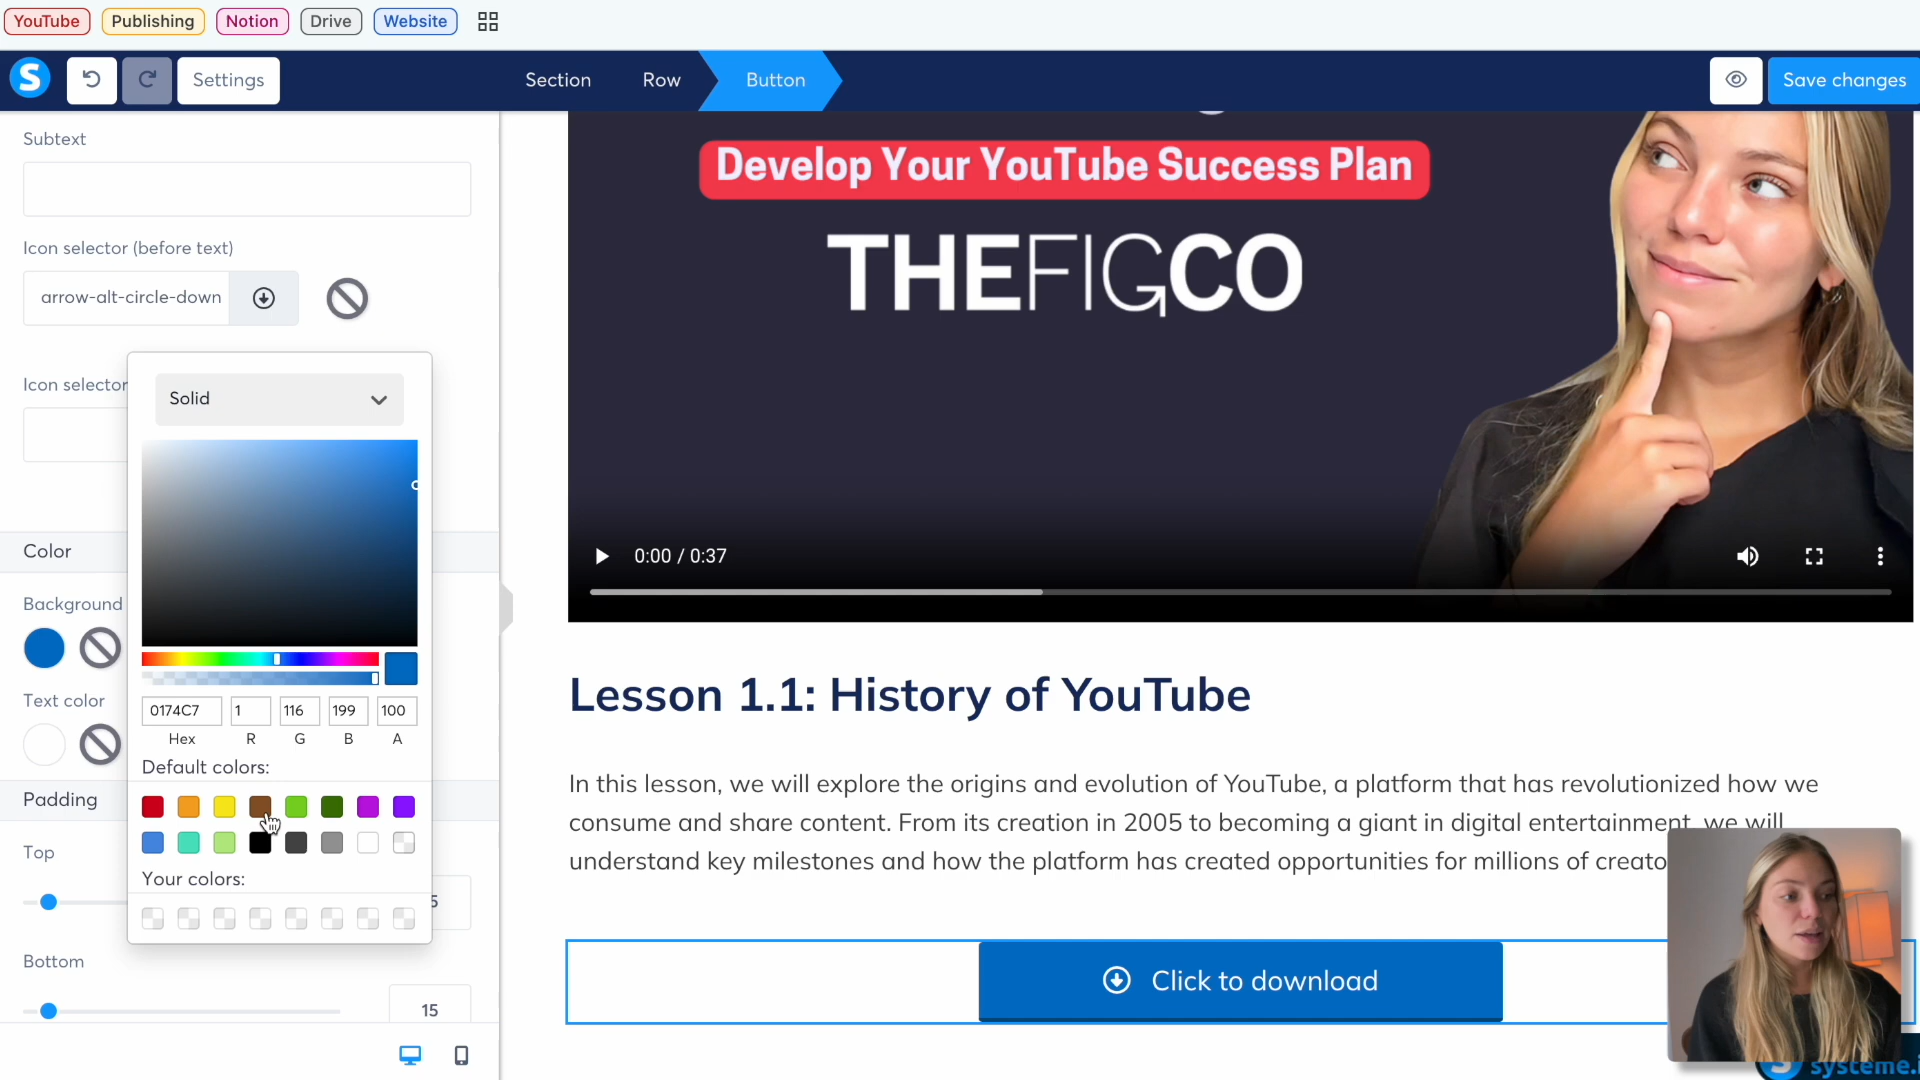 YouTube
Publishing
Notion
Drive
Website
S
Settings
Section
Row
Button
Save changes
Subtext
Icon selector (before text)
arrow-alt-circle-down
Icon selector
Solid
Color
Background
Text color
0174C7
1
116
199
100
Hex
R
G
B
A
Default colors:
Padding
Top
Your colors:
5
Bottom
15
Develop Your YouTube Success Plan
THEFIGCO
0:00 / 0:37
Lesson 1.1: History of YouTube
In this lesson, we will explore the origins and evolution of YouTube, a platform that has revolutionized how we
consume and share content. From its creation in 2005 to becoming a giant in digital entertainment, we will
understand key milestones and how the platform has created opportunities for millions of creato
Click to download
systeme.i